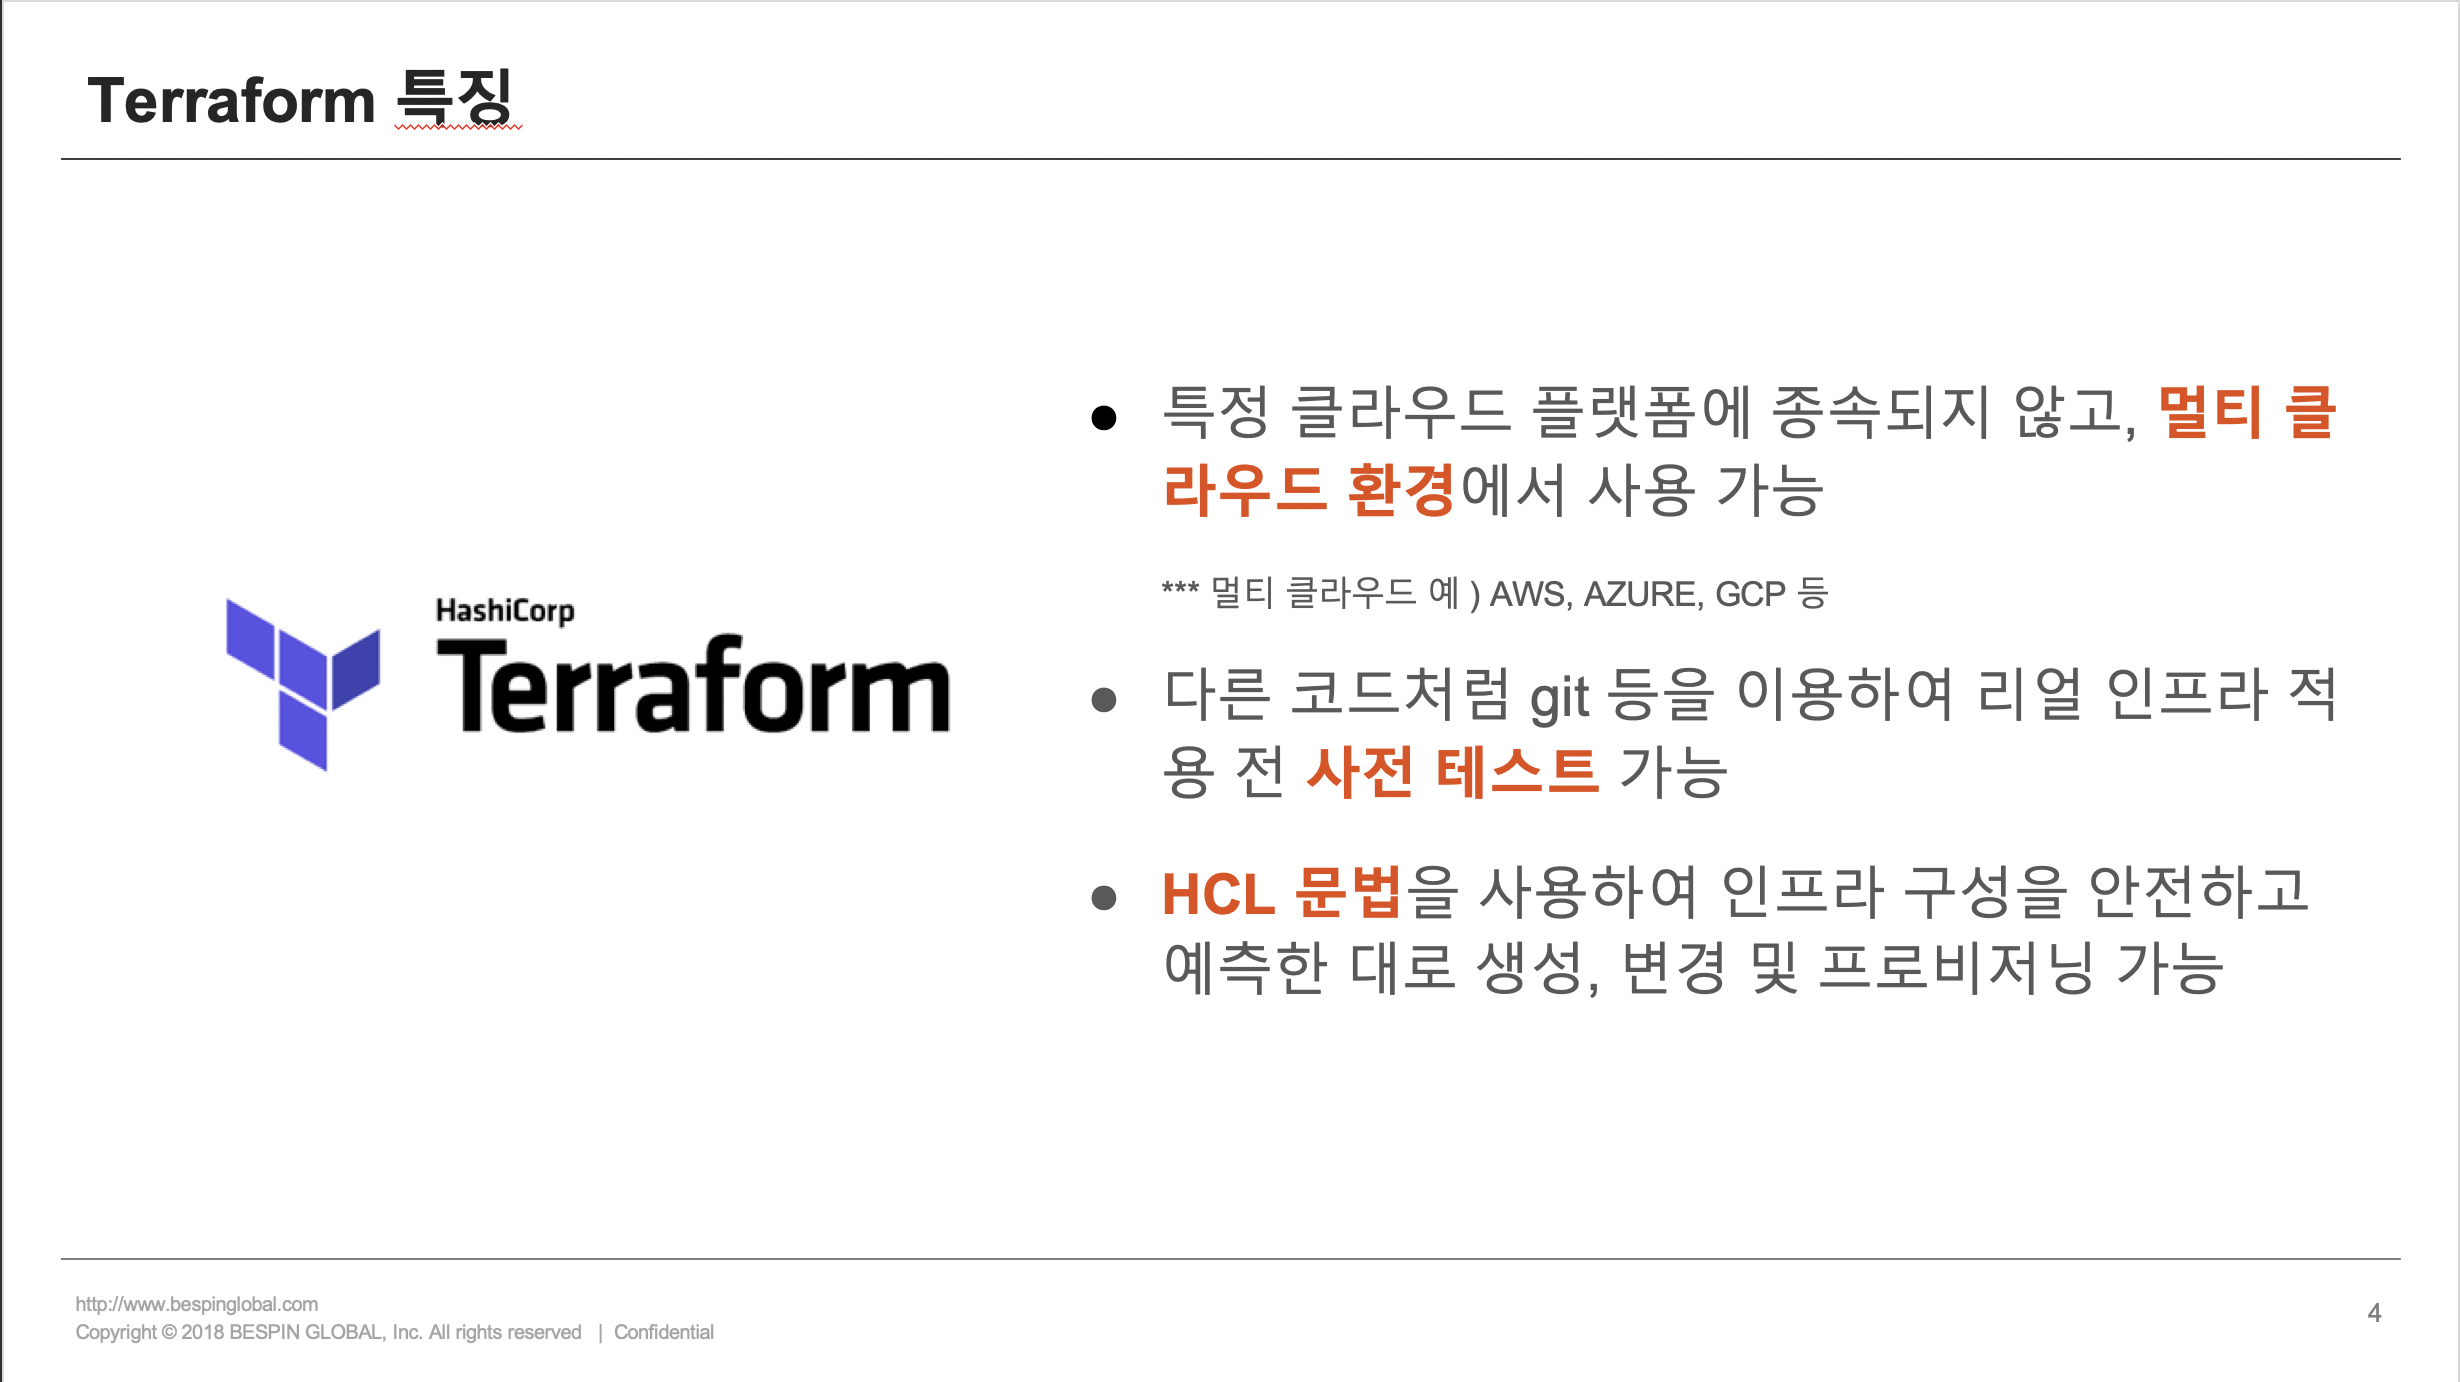 Terraform 특징
HashiCorp
Terraform
● 특정 클라우드 플랫폼에 종속되지 않고, 멀티 클
라우드 환경에서 사용 가능
*** 멀티 클라우드 예 ) AWS, AZURE, GCP 등
● 다른 코드처럼 git 등을 이용하여 리얼 인프라 적
용 전 사전 테스트 가능
● HCL 문법을 사용하여 인프라 구성을 안전하고
예측한 대로 생성, 변경 및 프로비저닝 가능
http://www.bespinglobal.com
Copyright © 2018 BESPIN GLOBAL, Inc. All rights reserved | Confidential
4